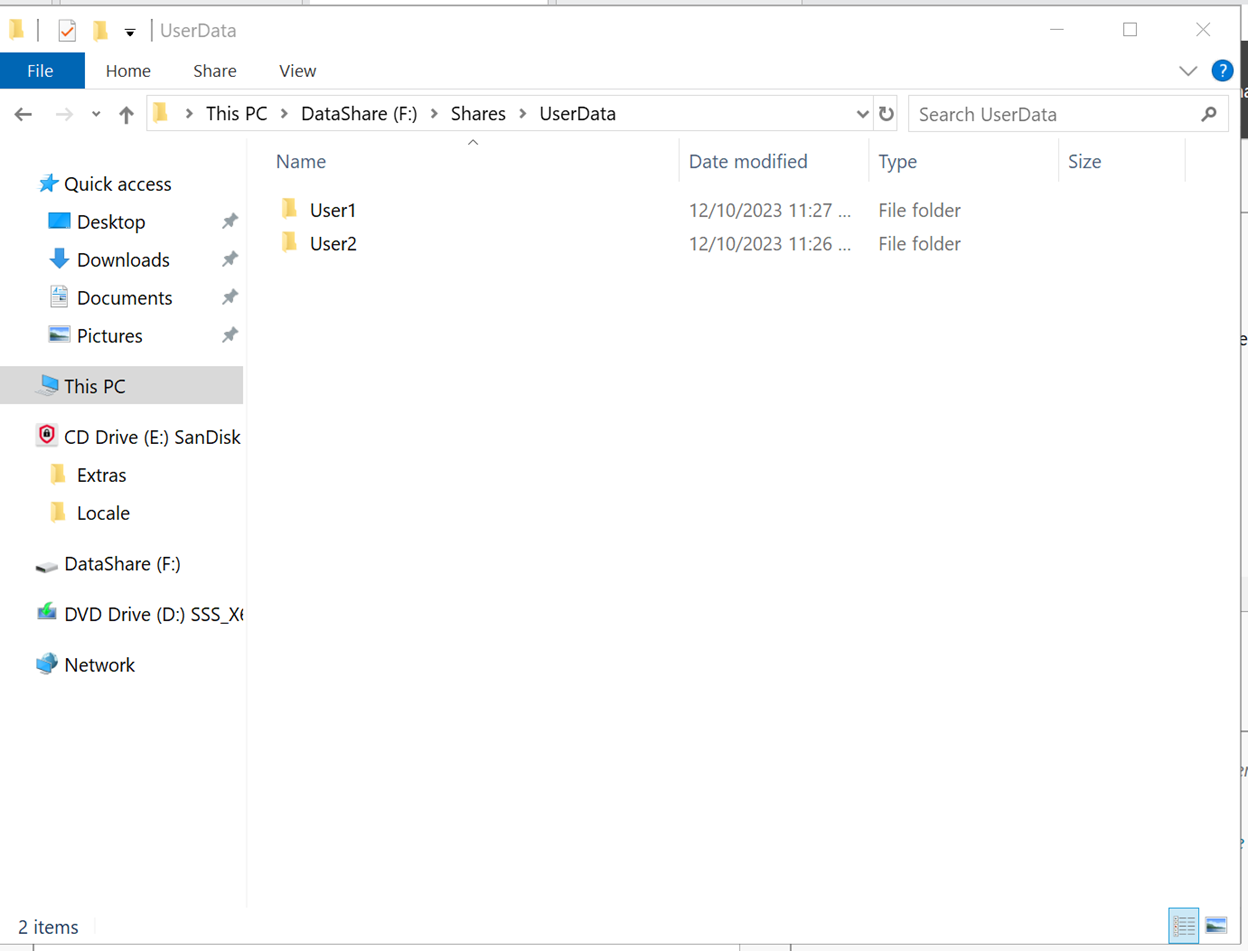 UserData
File Home Share View ?
This PC DataShare (F:) Shares UserData Search UserData
Name Date modified Type Size
Quick access
Desktop
Downloads
Documents
Pictures
This PC
CD Drive (E:) SanDisk
Extras
Locale
DataShare (F:)
DVD Drive (D:) SSS_X6
Network
User1 12/10/2023 11:27 ... File folder
User2 12/10/2023 11:26 ... File folder
2 items